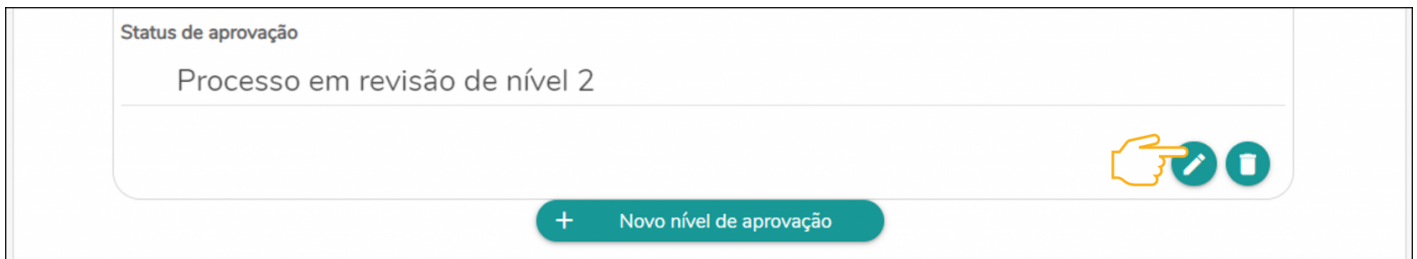 Status de aprovação
Processo em revisão de nível 2
+ Novo nível de aprovação